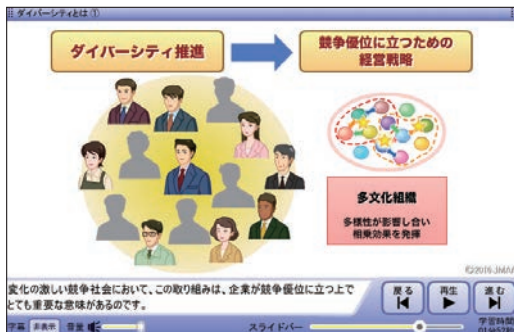 ダイバーシティとは ①
ダイバーシティ推進
競争優位に立つための
経営戦略
多文化組織
多様性が影響し合い
相乗効果を発揮
変化の激しい競争社会において、この取り組みは、企業が競争優位に立つ上で
とても重要な意味があるのです。
戻る
再生
進む
字幕
非表示
音量
スライドバー
学習時間